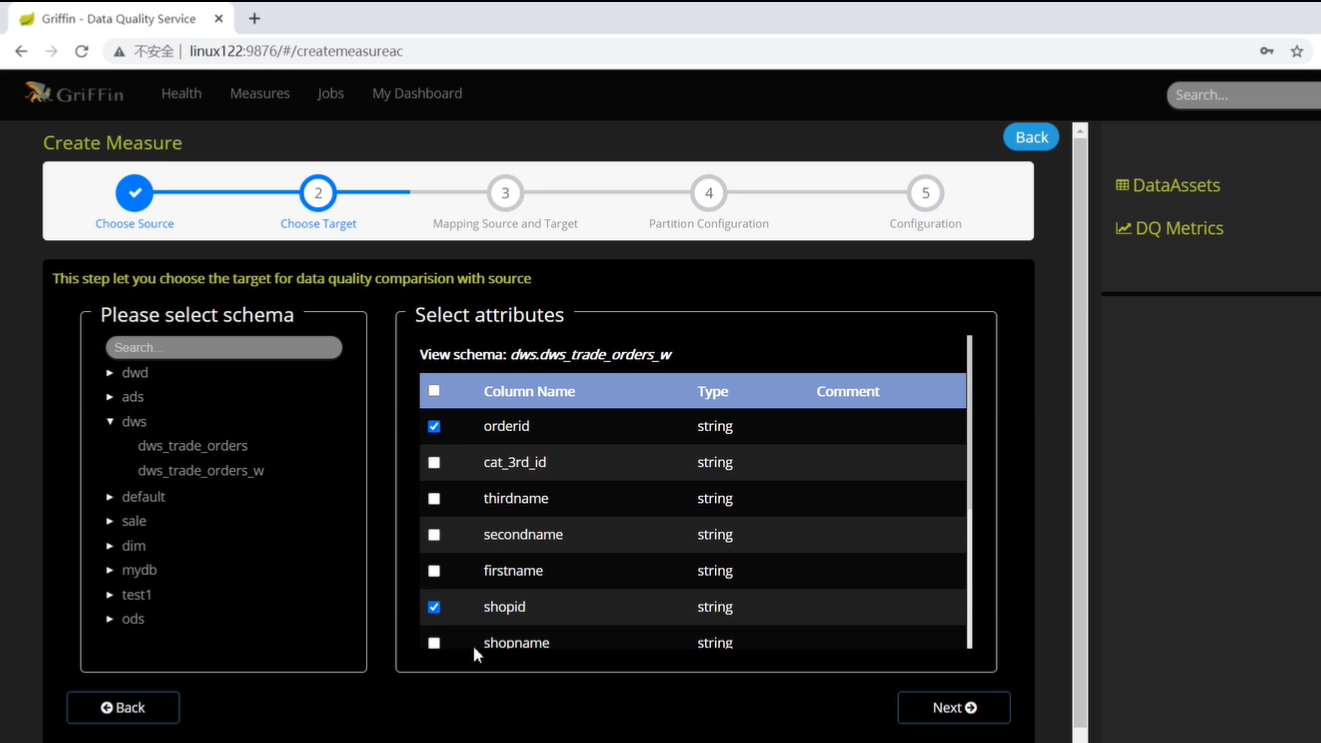 Griffin - Data Quality Service
不安全 | linux122:9876/#/createmeasureac
GriFFin Health Measures Jobs My Dashboard Search...
Create Measure Back
2 3 4 5
Choose Source Choose Target Mapping Source and Target Partition Configuration Configuration
DataAssets
DQ Metrics
This step let you choose the target for data quality comparision with source
Please select schema
Search...
dwd
ads
dws
dws_trade_orders
dws_trade_orders_w
default
sale
dim
mydb
test1
ods
Select attributes
View schema: dws.dws_trade_orders_w
Column Name Type Comment
orderid string
cat_3rd_id string
thirdname string
secondname string
firstname string
shopid string
shopname string
Back Next